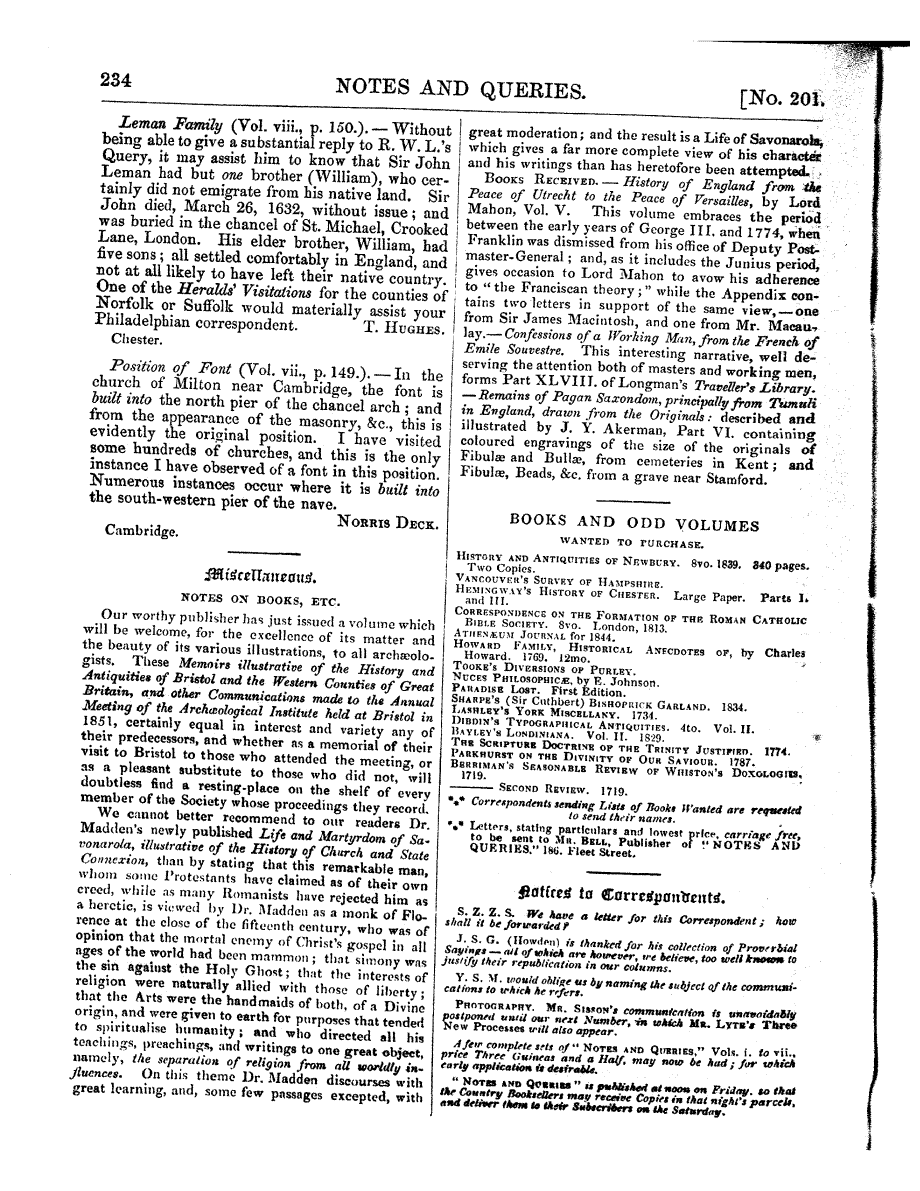 234
NOTES AND QUERIES.
[No. 201.
Leman Family (Vol. viii., p. 150.). — Without
being able to give a substantial reply to R. W. L.'s
Query, it may assist him to know that Sir John
Leman had but one brother (William), who cer-
tainly did not emigrate from his native land. Sir
John died, March 26, 1632, without issue; and
was buried in the chancel of St. Michael, Crooked
Lane, London. His elder brother, William, had
five sons; all settled comfortably in England, and
not at all likely to have left their native country.
One of the Heralds' Visitations for the counties of
Norfolk or Suffolk would materially assist your
Philadelphian correspondent. T. HUGHES.
Chester.
Position of Font (Vol. vii., p. 149.). — In the
church of Milton near Cambridge, the font is
built into the north pier of the chancel arch; and
from the appearance of the masonry, &c., this is
evidently the original position. I have visited
some hundreds of churches, and this is the only
instance I have observed of a font in this position.
Numerous instances occur where it is built into
the south-western pier of the nave.
NORRIS DECK.
Cambridge.
Miscellaneous.
NOTES ON BOOKS, ETC.
Our worthy publisher has just issued a volume which
will be welcome, for the excellence of its matter and
the beauty of its various illustrations, to all archæolo-
gists. These Memoirs illustrative of the History and
Antiquities of Bristol and the Western Counties of Great
Britain, and other Communications made to the Annual
Meeting of the Archæological Institute held at Bristol in
1851, certainly equal in interest and variety any of
their predecessors, and whether as a memorial of their
visit to Bristol to those who attended the meeting, or
as a pleasant substitute to those who did not, will
doubtless find a resting-place on the shelf of every
member of the Society whose proceedings they record.
We cannot better recommend to our readers Dr.
Madden's newly published Life and Martyrdom of Sa-
vonarola, illustrative of the History of Church and State
Connexion, than by stating that this remarkable man,
whom some Protestants have claimed as of their own
creed, while as many Romanists have rejected him as
a heretic, is viewed by Dr. Madden as a monk of Flo-
rence at the close of the fifteenth century, who was of
opinion that the mortal enemy of Christ's gospel in all
ages of the world had been mammon; that simony was
the sin against the Holy Ghost; that the interests of
religion were naturally allied with those of liberty;
that the Arts were the handmaids of both, of a Divine
origin, and were given to earth for purposes that tended
to spiritualise humanity; and who directed all his
teachings, preachings, and writings to one great object,
namely, the separation of religion from all worldly in-
fluences. On this theme Dr. Madden discourses with
great learning, and, some few passages excepted, with
great moderation; and the result is a Life of Savonarola,
which gives a far more complete view of his character
and his writings than has heretofore been attempted.
BOOKS RECEIVED. — History of England from the
Peace of Utrecht to the Peace of Versailles, by Lord
Mahon, Vol. V. This volume embraces the period
between the early years of George III. and 1774, when
Franklin was dismissed from his office of Deputy Post-
master-General; and, as it includes the Junius period,
gives occasion to Lord Mahon to avow his adherence
to "the Franciscan theory;" while the Appendix con-
tains two letters in support of the same view, — one
from Sir James Macintosh, and one from Mr. Macau-
lay. — Confessions of a Working Man, from the French of
Emile Souvestre. This interesting narrative, well de-
serving the attention both of masters and working men,
forms Part XLVIII. of Longman's Traveller's Library.
— Remains of Pagan Saxondom, principally from Tumuli
in England, drawn from the Originals: described and
illustrated by J. Y. Akerman, Part VI. containing
coloured engravings of the size of the originals of
Fibulæ and Bullæ, from cemeteries in Kent; and
Fibulæ, Beads, &c. from a grave near Stamford.
BOOKS AND ODD VOLUMES
WANTED TO PURCHASE.
HISTORY AND ANTIQUITIES OF NEWBURY. 8vo. 1839. 340 pages.
Two Copies.
VANCOUVER'S SURVEY OF HAMPSHIRE.
HEMINGWAY'S HISTORY OF CHESTER. Large Paper. Parts I.
and III.
CORRESPONDENCE ON THE FORMATION OF THE ROMAN CATHOLIC
BIBLE SOCIETY. 8vo. London, 1813.
ATHENÆUM JOURNAL for 1844.
HOWARD FAMILY, HISTORICAL ANECDOTES OF, by Charles
Howard. 1769. 12mo.
TOOKE'S DIVERSIONS OF PURLEY.
NUCES PHILOSOPHICÆ, by E. Johnson.
PARADISE LOST. First Edition.
SHARPE'S (Sir Cuthbert) BISHOPRICK GARLAND. 1834.
LASHLEY'S YORK MISCELLANY. 1734.
DIBDIN'S TYPOGRAPHICAL ANTIQUITIES. 4to. Vol. II.
BAYLEY'S LONDINIANA. Vol. II. 1829.
THE SCRIPTURE DOCTRINE OF THE TRINITY JUSTIFIED. 1774.
PARKHURST ON THE DIVINITY OF OUR SAVIOUR. 1787.
BERRIMAN'S SEASONABLE REVIEW OF WHISTON'S DOXOLOGIES.
1719.
——— SECOND REVIEW. 1719.
*** Correspondents sending Lists of Books Wanted are requested
to send their names.
*** Letters, stating particulars and lowest price, carriage free,
to be sent to MR. BELL, Publisher of "NOTES AND
QUERIES." 186. Fleet Street.
Notices to Correspondents.
S. Z. Z. S. We have a letter for this Correspondent; how
shall it be forwarded?
J. S. G. (Howden) is thanked for his collection of Proverbial
Sayings — all of which are however, we believe, too well known to
justify their republication in our columns.
Y. S. M. would oblige us by naming the subject of the communi-
cations to which he refers.
PHOTOGRAPHY. MR. SISSON'S communication is unavoidably
postponed until our next Number, in which MR. LYTE'S Three
New Processes will also appear.
A few complete sets of "NOTES AND QUERIES," Vols. i. to vii.,
price Three Guineas and a Half, may now be had; for which
early application is desirable.
"NOTES AND QUERIES" is published at noon on Friday, so that
the Country Booksellers may receive Copies in that night's parcels,
and deliver them to their Subscribers on the Saturday.